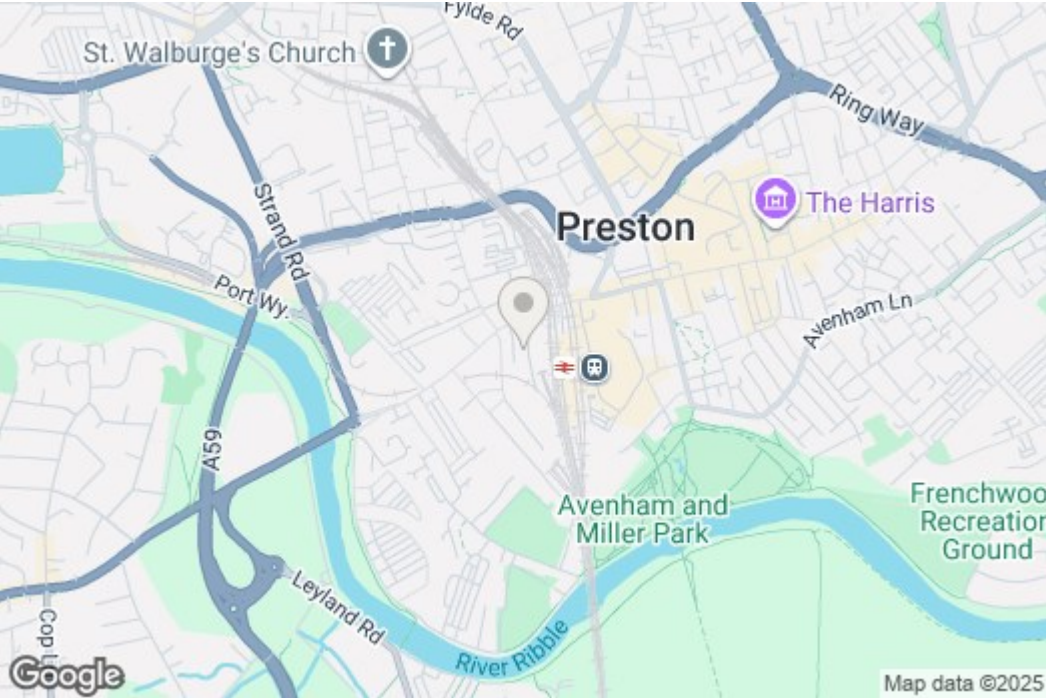 Fylde Rd
St. Walburge's Church
Ring Way
The Harris
Preston
Strand Rd
Port Wy.
Avenham Ln
A59
Avenham and
Miller Park
Frenchwoo
Recreation
Ground
Leyland Rd
Cop L
River Ribble
Google
Map data ©2025